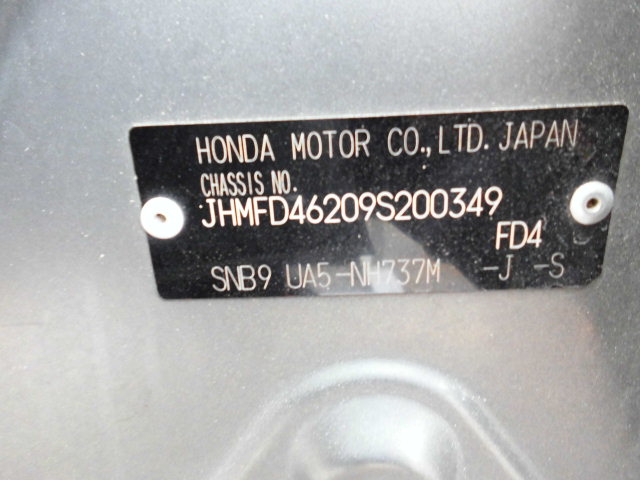 HONDA MOTOR CO.,LTD. JAPAN
CHASSIS NO.
JHMFD46209S200349
FD4
SNB9 UA5-NH737M -J -S